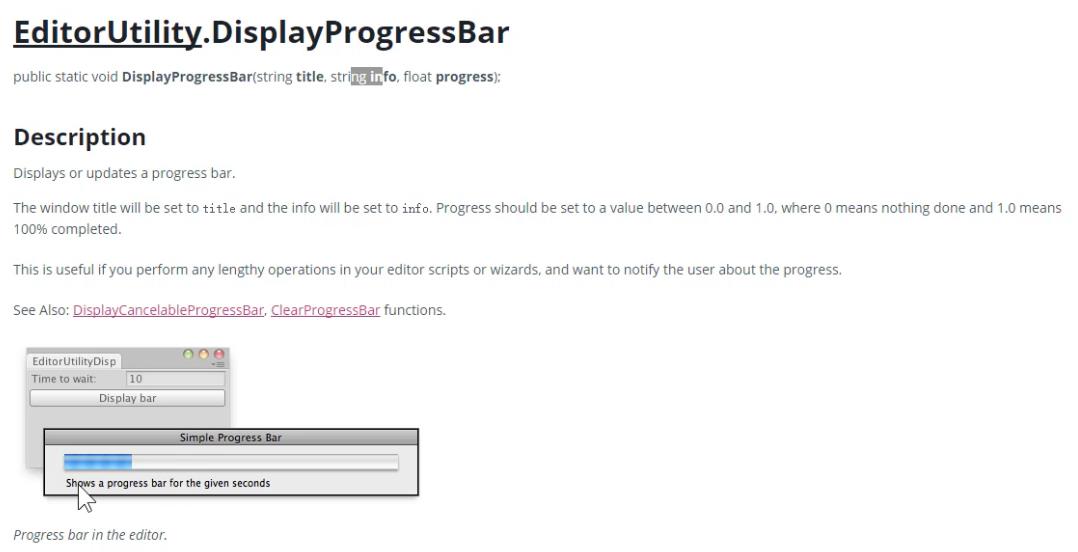 EditorUtility.DisplayProgressBar
public static void DisplayProgressBar(string title, string info, float progress);
Description
Displays or updates a progress bar.
The window title will be set to title and the info will be set to info. Progress should be set to a value between 0.0 and 1.0, where 0 means nothing done and 1.0 means
100% completed.
This is useful if you perform any lengthy operations in your editor scripts or wizards, and want to notify the user about the progress.
See Also: DisplayCancelableProgressBar, ClearProgressBar functions.
EditorUtilityDisp
Time to wait: 10
Display bar
Simple Progress Bar
Shows a progress bar for the given seconds
Progress bar in the editor.